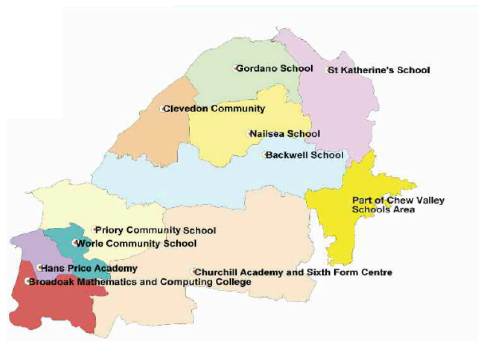 Gordano School
St Katherine's School
Clevedon Community
Nailsea School
Backwell School
Part of Chew Valley
Schools Area
Priory Community School
Worle Community School
Hans Price Academy
Churchill Academy and Sixth Form Centre
Broadoak Mathematics and Computing College